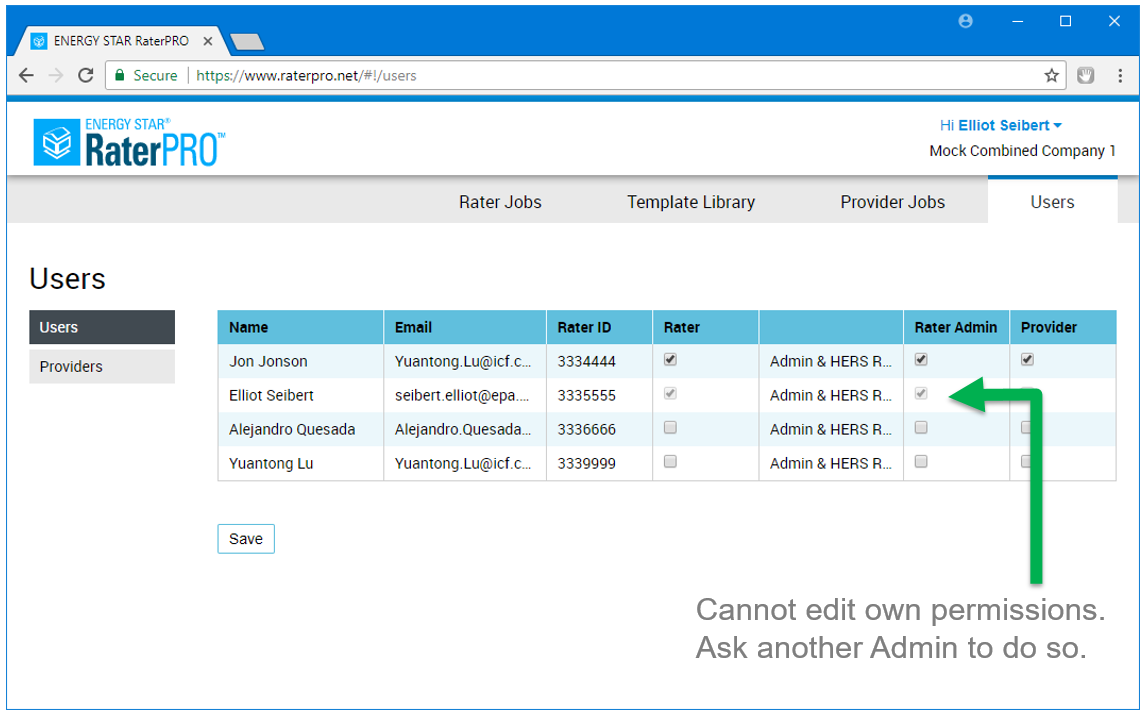 ENERGY STAR RaterPRO
Secure https://www.raterpro.net/#!/users
ENERGY STAR®
RaterPRO™
Hi Elliot Seibert
Mock Combined Company 1
Rater Jobs Template Library Provider Jobs Users
Users
Users
Providers
Name Email Rater ID Rater Rater Admin Provider
Jon Jonson Yuantong.Lu@icf.c... 3334444 Admin & HERS R...
Elliot Seibert seibert.elliot@epa.... 3335555 Admin & HERS R...
Alejandro Quesada Alejandro.Quesada... 3336666 Admin & HERS R...
Yuantong Lu Yuantong.Lu@icf.c... 3339999 Admin & HERS R...
Save
Cannot edit own permissions.
Ask another Admin to do so.